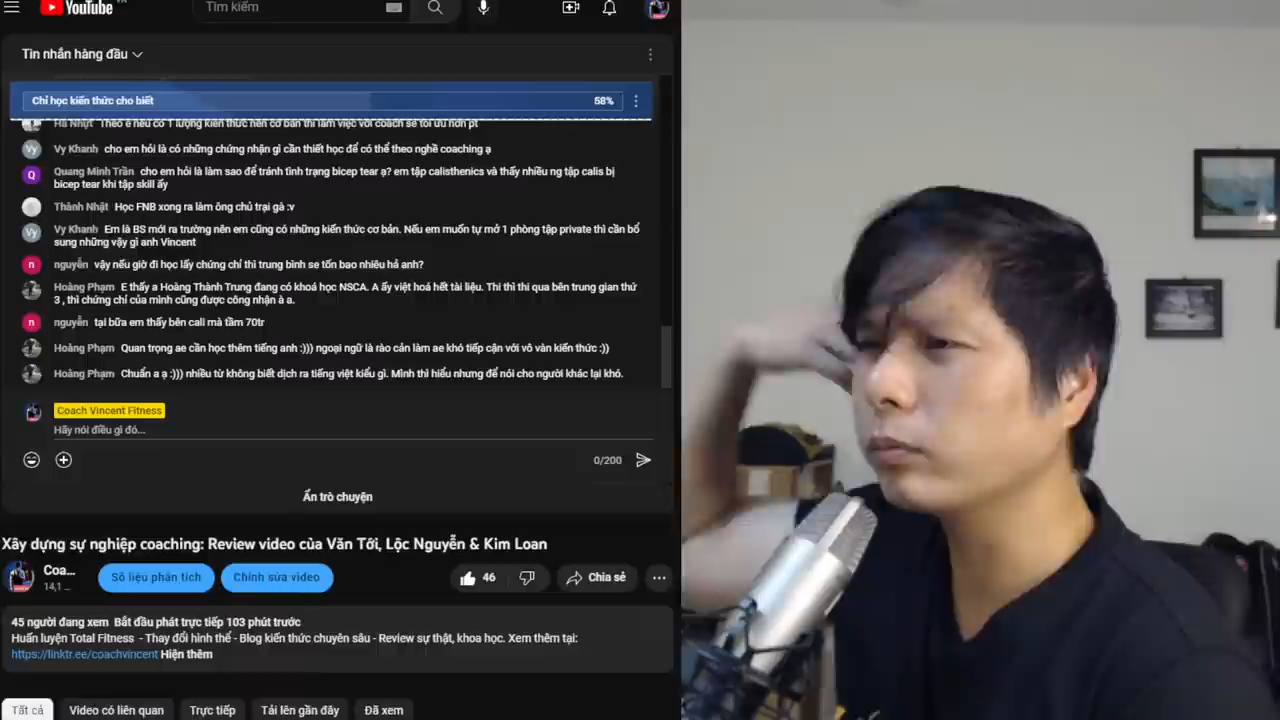 YouTube
Tìm kiếm
Tin nhắn hàng đầu
Chỉ học kiến thức cho biết 58%
Hà Nhựt Theo e nếu có 1 lượng kiến thức nền cơ bản thì làm việc với coach sẽ tối ưu hơn pt
Vy Khanh cho em hỏi là có những chứng nhận gì cần thiết học để có thể theo nghề coaching ạ
Quang Minh Trần cho em hỏi là làm sao để tránh tình trạng bicep tear ạ? em tập calisthenics và thấy nhiều ng tập calis bị
bicep tear khi tập skill ấy
Thành Nhật Học FNB xong ra làm ông chủ trại gà :v
Vy Khanh Em là BS mới ra trường nên em cũng có những kiến thức cơ bản. Nếu em muốn tự mở 1 phòng tập private thì cần bổ
sung những vậy gì anh Vincent
nguyễn vậy nếu giờ đi học lấy chứng chỉ thì trung bình sẽ tốn bao nhiêu hả anh?
Hoàng Phạm E thấy a Hoàng Thành Trung đang có khoá học NSCA. A ấy việt hoá hết tài liệu. Thi thì thi qua bên trung gian thứ
3 , thì chứng chỉ của mình cũng được công nhận à a.
nguyễn tại bữa em thấy bên cali mà tầm 70tr
Hoàng Phạm Quan trọng ae cần học thêm tiếng anh :))) ngoại ngữ là rào cản làm ae khó tiếp cận với vô vàn kiến thức :))
Hoàng Phạm Chuẩn a ạ :))) nhiều từ không biết dịch ra tiếng việt kiểu gì. Mình thì hiểu nhưng để nói cho người khác lại khó.
Coach Vincent Fitness
Hãy nói điều gì đó...
0/200
Ẩn trò chuyện
Xây dựng sự nghiệp coaching: Review video của Văn Tới, Lộc Nguyễn & Kim Loan
Coa...
14,1 ...
Số liệu phân tích
Chỉnh sửa video
46
Chia sẻ
45 người đang xem Bắt đầu phát trực tiếp 103 phút trước
Huấn luyện Total Fitness - Thay đổi hình thể - Blog kiến thức chuyên sâu - Review sự thật, khoa học. Xem thêm tại:
https://linktr.ee/coachvincent Hiện thêm
Tất cả
Video có liên quan
Trực tiếp
Tải lên gần đây
Đã xem